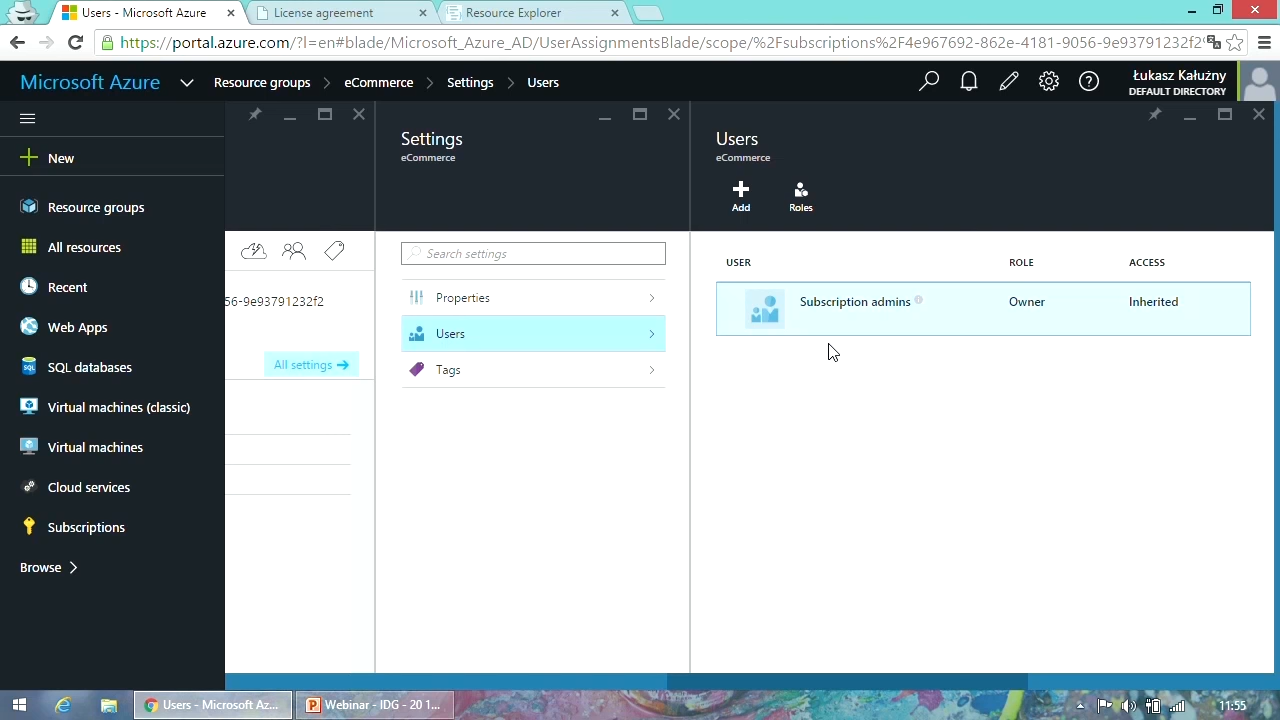 Users - Microsoft Azure
License agreement
Resource Explorer
https://portal.azure.com/?l=en#blade/Microsoft_Azure_AD/UserAssignmentsBlade/scope/%2Fsubscriptions%2F4e967692-862e-4181-9056-9e93791232f2
Microsoft Azure
Resource groups
eCommerce
Settings
Users
Łukasz Kałużny
DEFAULT DIRECTORY
New
Resource groups
All resources
Recent
Web Apps
SQL databases
Virtual machines (classic)
Virtual machines
Cloud services
Subscriptions
Browse
56-9e93791232f2
All settings
Settings
eCommerce
Search settings
Properties
Users
Tags
Users
eCommerce
Add
Roles
USER ROLE ACCESS
Subscription admins Owner Inherited
Users - Microsoft Az...
Webinar - IDG - 20 1...
11:55